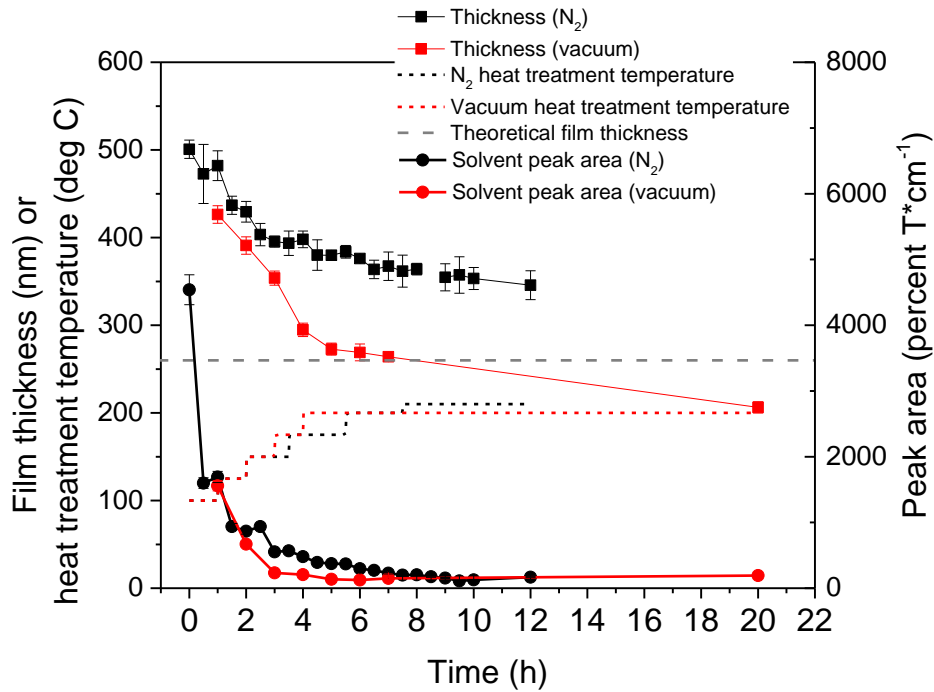 Thickness (N₂)
Thickness (vacuum)
N₂ heat treatment temperature
Vacuum heat treatment temperature
Theoretical film thickness
Solvent peak area (N₂)
Solvent peak area (vacuum)
Film thickness (nm) or
heat treatment temperature (deg C)
600
500
400
300
200
100
0
8000
6000
4000
2000
0
Peak area (percent T*cm⁻¹)
0 2 4 6 8 10 12 14 16 18 20 22
Time (h)